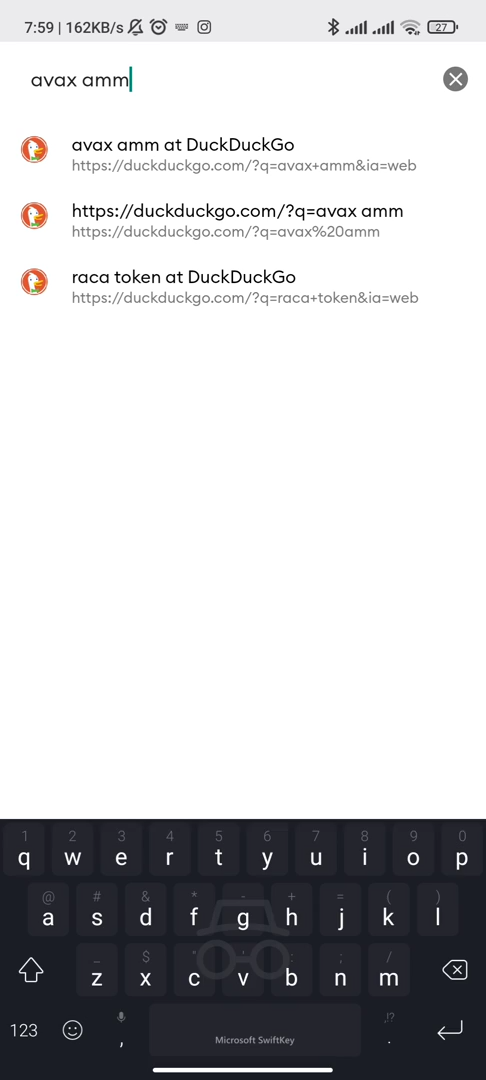 7:59 | 162KB/s 27
avax amm
avax amm at DuckDuckGo
https://duckduckgo.com/?q=avax+amm&ia=web
https://duckduckgo.com/?q=avax amm
https://duckduckgo.com/?q=avax%20amm
raca token at DuckDuckGo
https://duckduckgo.com/?q=raca+token&ia=web
1 2 3 4 5 6 7 8 9 0
q w e r t y u i o p
@ # & * - + = ( )
a s d f g h j k l
_ $ " ' : ; /
z x c v b n m
123 , Microsoft SwiftKey ,!? .